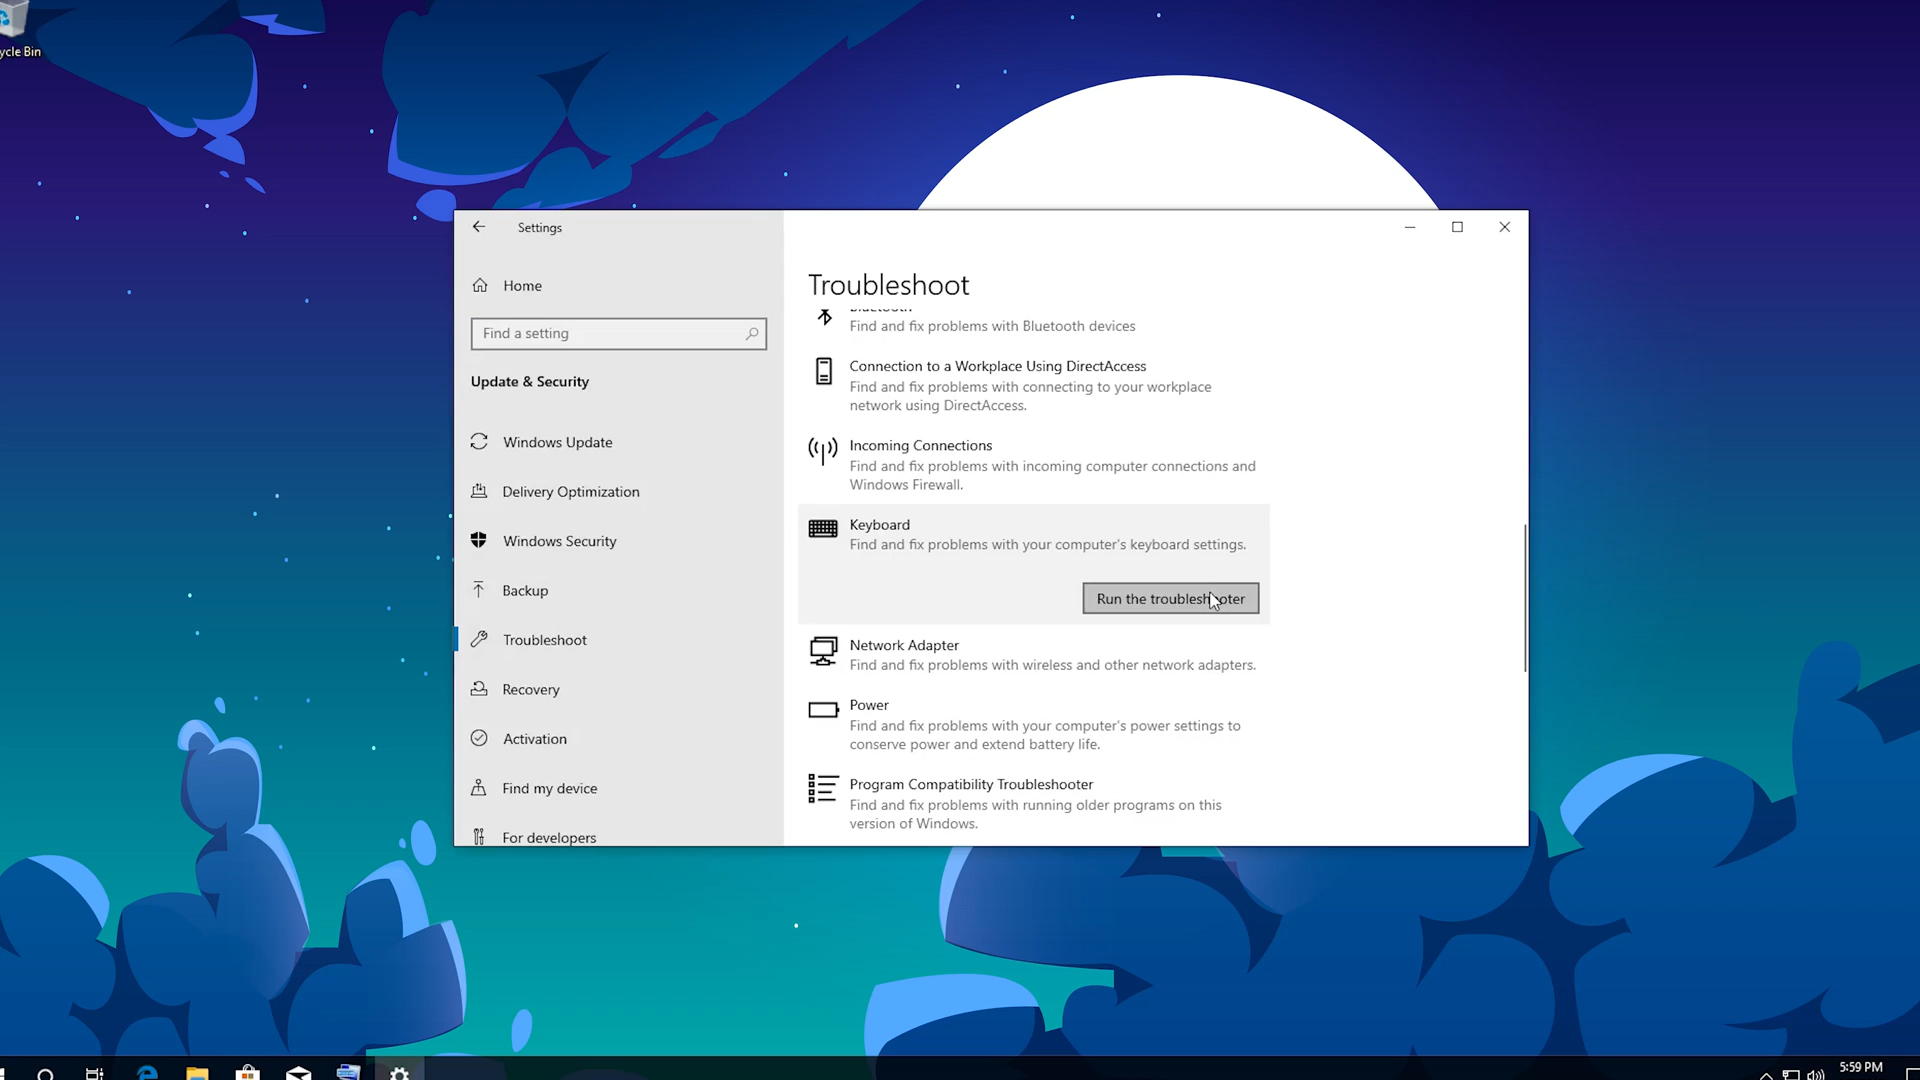 ycle Bin
Settings
Home
Find a setting
Update & Security
Windows Update
Delivery Optimization
Windows Security
Backup
Troubleshoot
Recovery
Activation
Find my device
For developers
Troubleshoot
Bluetooth
Find and fix problems with Bluetooth devices
Connection to a Workplace Using DirectAccess
Find and fix problems with connecting to your workplace
network using DirectAccess.
Incoming Connections
Find and fix problems with incoming computer connections and
Windows Firewall.
Keyboard
Find and fix problems with your computer's keyboard settings.
Run the troubleshooter
Network Adapter
Find and fix problems with wireless and other network adapters.
Power
Find and fix problems with your computer's power settings to
conserve power and extend battery life.
Program Compatibility Troubleshooter
Find and fix problems with running older programs on this
version of Windows.
5:59 PM